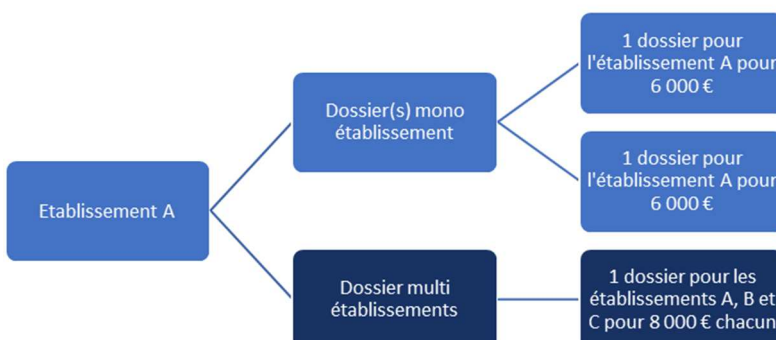 Etablissement A
Dossier(s) mono
établissement
1 dossier pour
l'établissement A pour
6 000 €
1 dossier pour
l'établissement A pour
6 000 €
Dossier multi
établissements
1 dossier pour les
établissements A, B et
C pour 8 000 € chacun